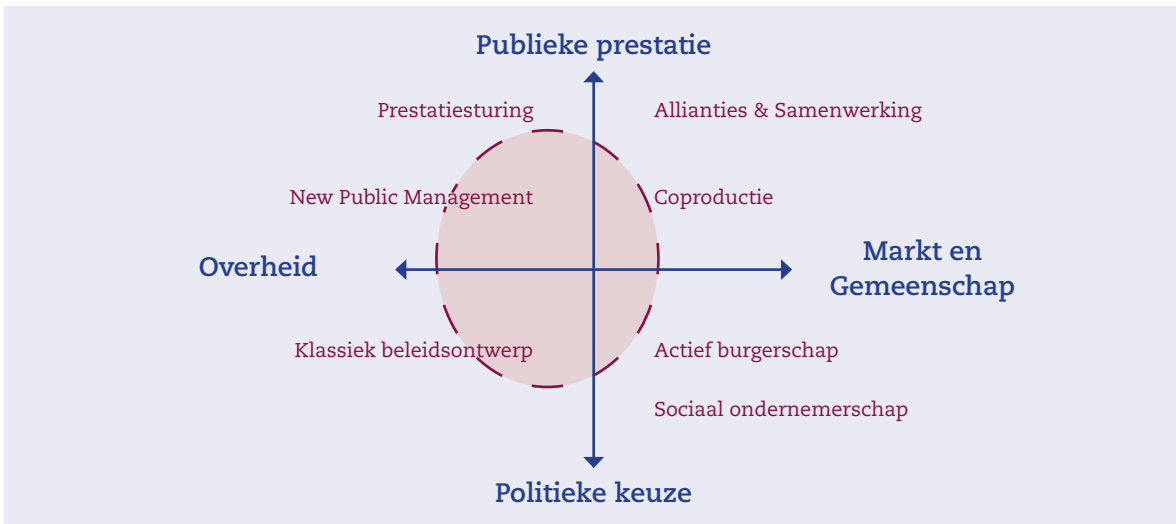 Publieke prestatie
Prestatiesturing
Allianties & Samenwerking
New Public Management
Coproductie
Overheid
Markt en
Gemeenschap
Klassiek beleidsontwerp
Actief burgerschap
Sociaal ondernemerschap
Politieke keuze